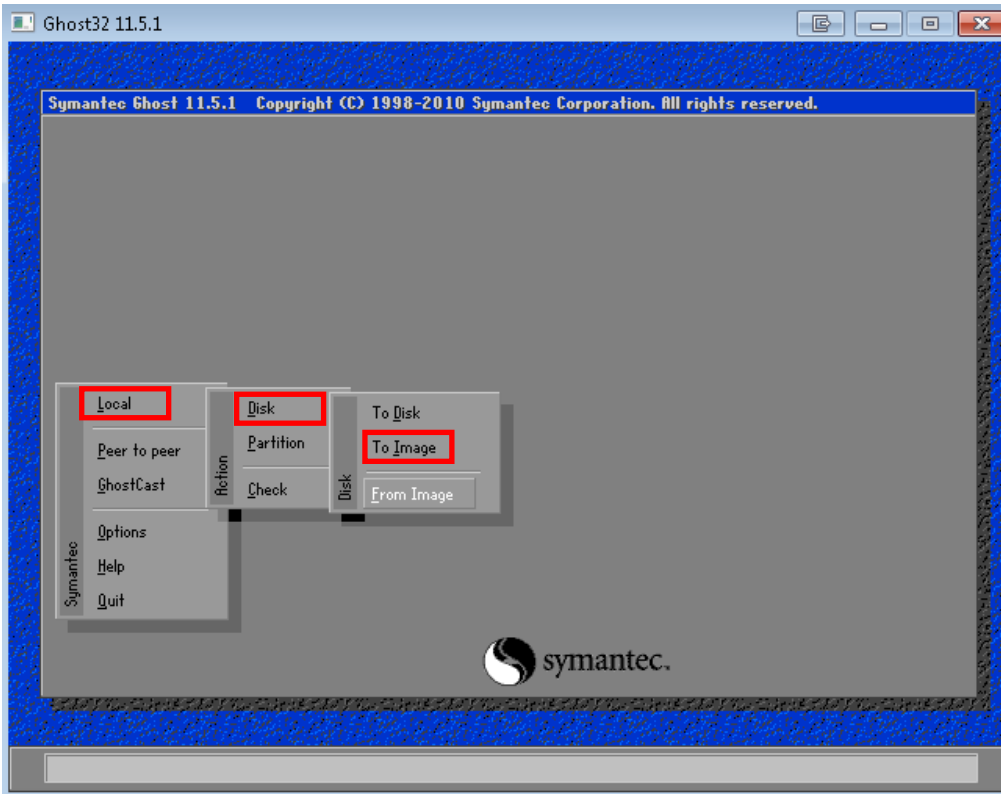 Ghost32 11.5.1
Symantec Ghost 11.5.1 Copyright (C) 1998-2010 Symantec Corporation. All rights reserved.
Symantec
Local
Peer to peer
GhostCast
Options
Help
Quit
Action
Disk
Partition
Check
Disk
To Disk
To Image
From Image
symantec.